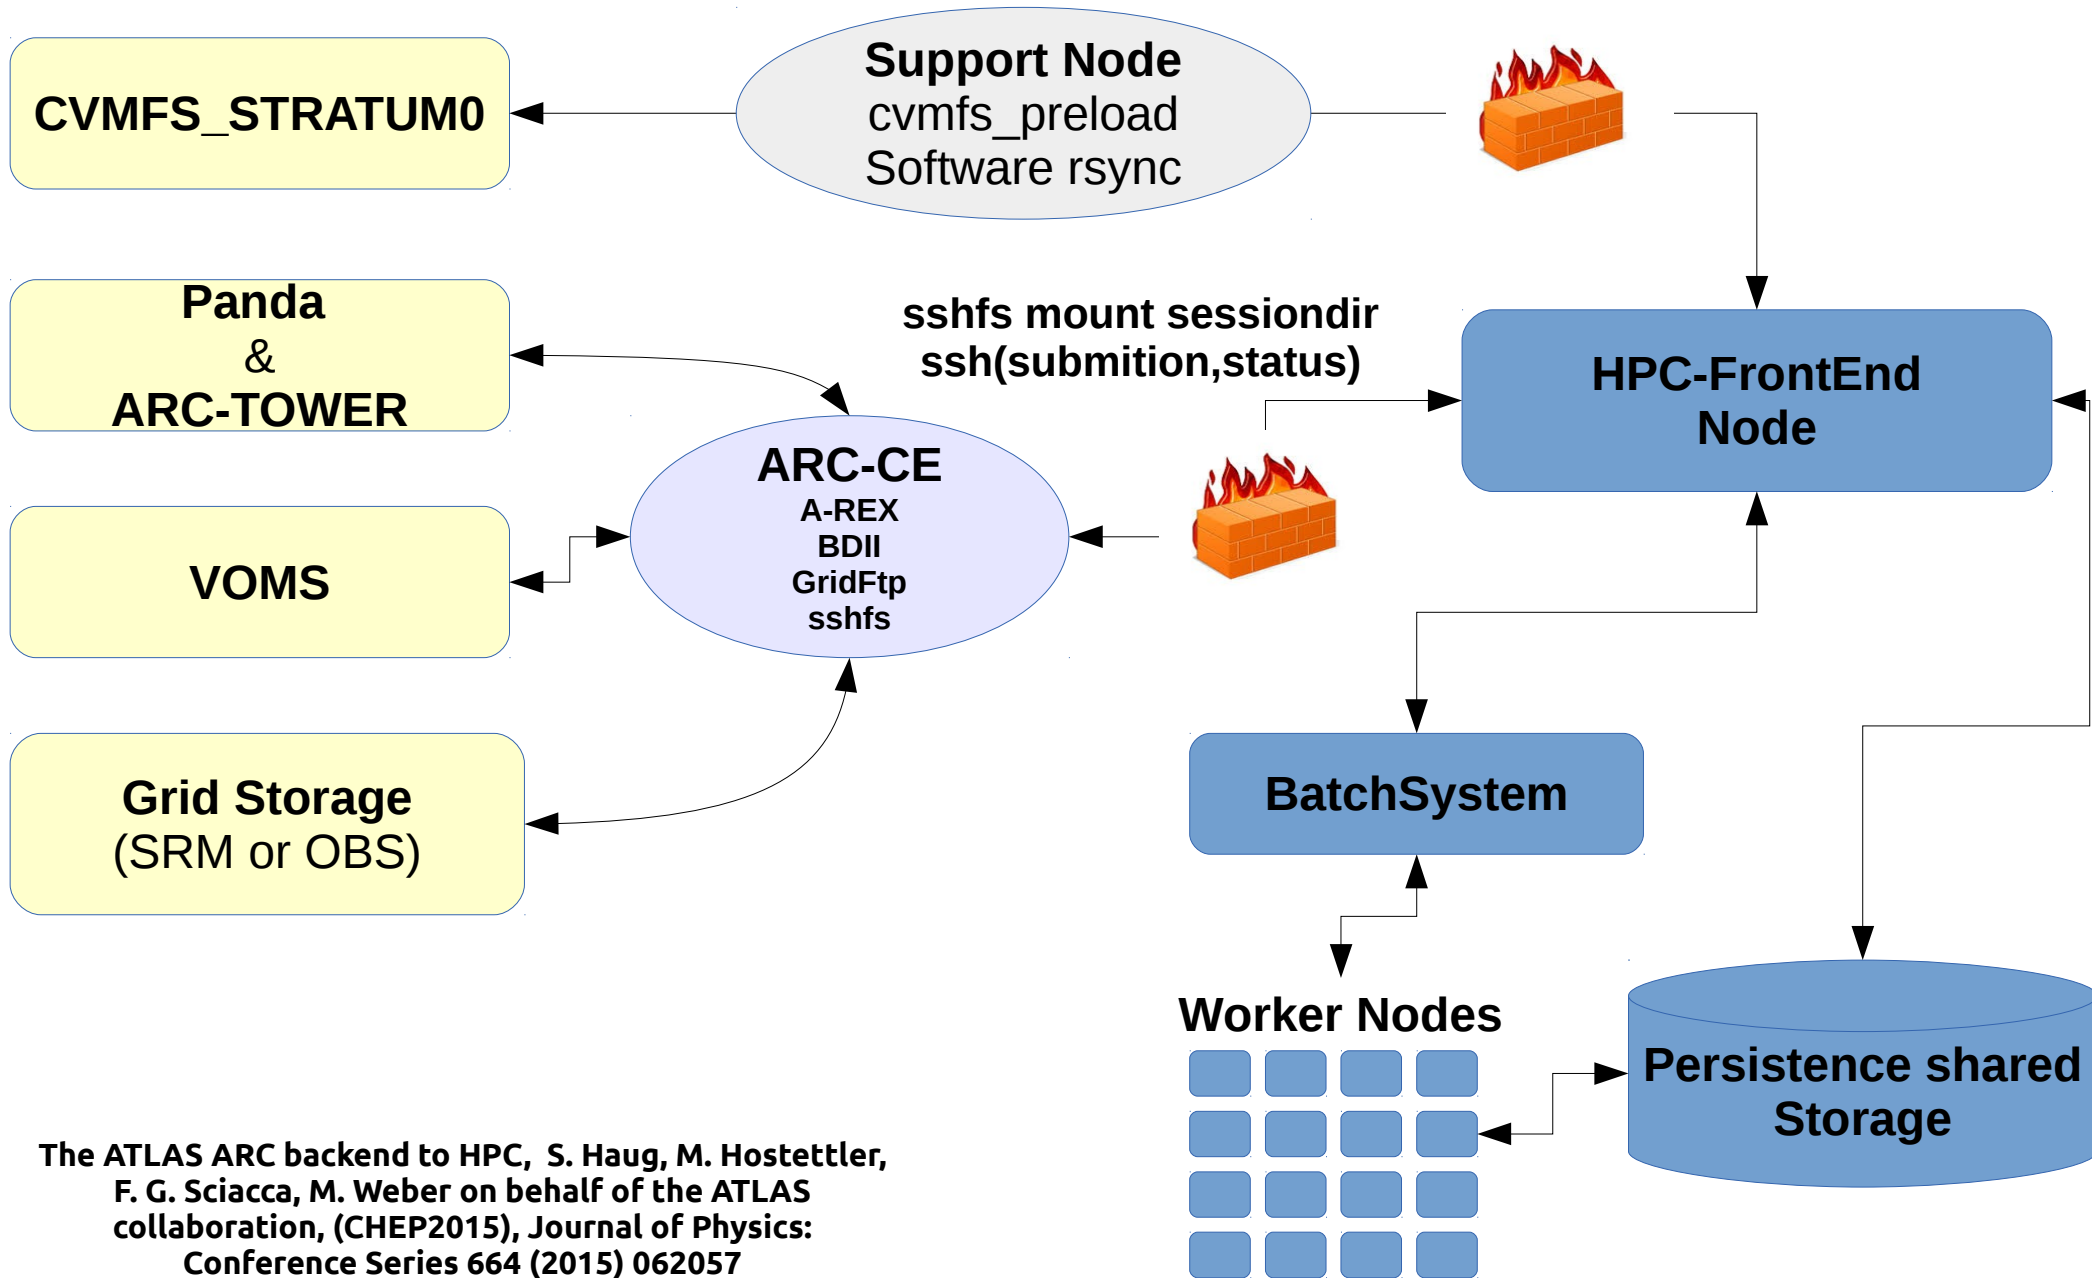 CVMFS_STRATUM0
Support Node
cvmfs_preload
Software rsync
Panda
&
ARC-TOWER
sshfs mount sessiondir
ssh(submition,status)
HPC-FrontEnd
Node
ARC-CE
A-REX
BDII
GridFtp
sshfs
VOMS
Grid Storage
(SRM or OBS)
BatchSystem
Worker Nodes
Persistence shared
Storage
The ATLAS ARC backend to HPC, S. Haug, M. Hostettler,
F. G. Sciacca, M. Weber on behalf of the ATLAS
collaboration, (CHEP2015), Journal of Physics:
Conference Series 664 (2015) 062057